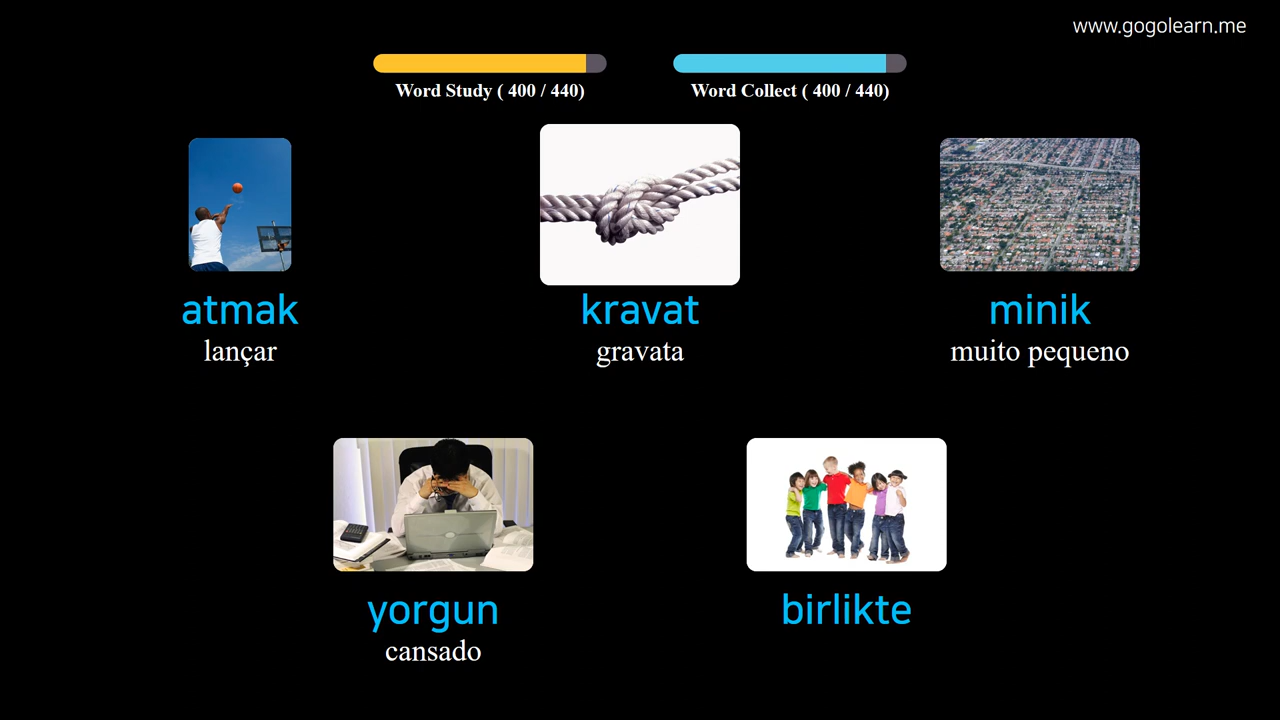 www.gogolearn.me
Word Study ( 400 / 440)
Word Collect ( 400 / 440)
atmak
lançar
kravat
gravata
minik
muito pequeno
yorgun
cansado
birlikte